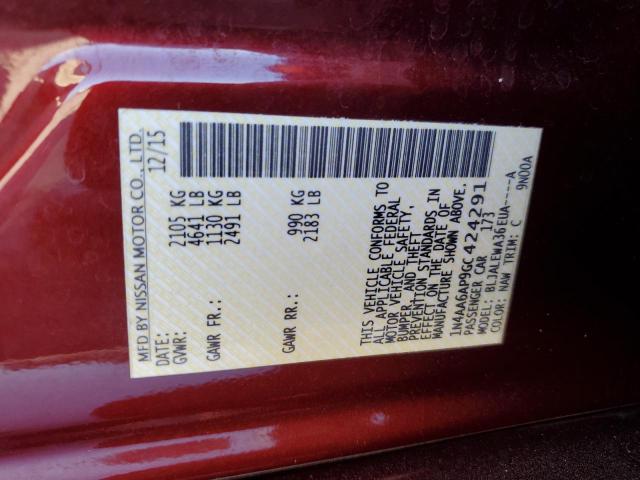 MFD BY NISSAN MOTOR CO., LTD.
DATE: 12/15
GVWR: 2105 KG
4641 LB
GAWR FR.: 1130 KG
2491 LB
GAWR RR.: 990 KG
2183 LB
THIS VEHICLE CONFORMS TO
ALL APPLICABLE FEDERAL
MOTOR VEHICLE SAFETY,
BUMPER, AND THEFT
PREVENTION STANDARDS IN
EFFECT ON THE DATE OF
MANUFACTURE SHOWN ABOVE.
1N4AA6AP9GC424291
PASSENGER CAR 173
MODEL: BLJALEWA36EUA----A
COLOR: NAW TRIM: C 9N00A